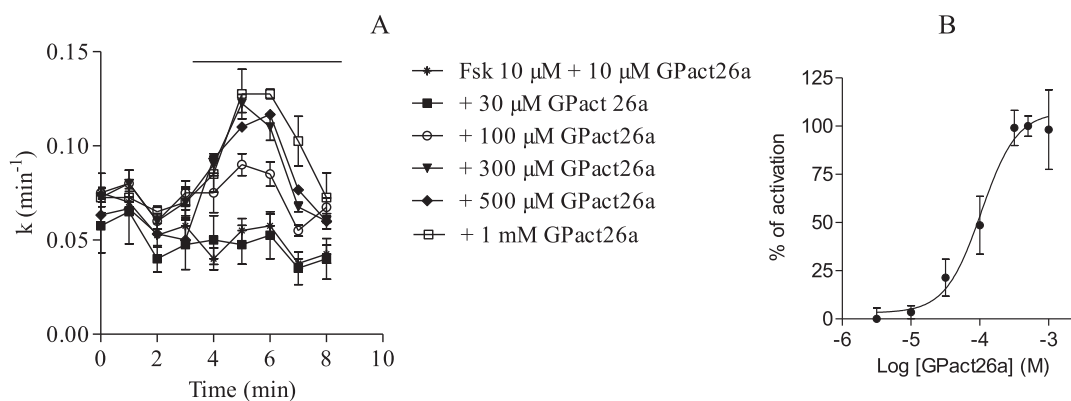 A
k (min⁻¹)
0.15
0.10
0.05
0.00
0
2
4
6
8
10
Time (min)
Fsk 10 µM + 10 µM GPact26a
+ 30 µM GPact 26a
+ 100 µM GPact26a
+ 300 µM GPact26a
+ 500 µM GPact26a
+ 1 mM GPact26a
B
% of activation
125
100
75
50
25
0
-6
-5
-4
-3
Log [GPact26a] (M)